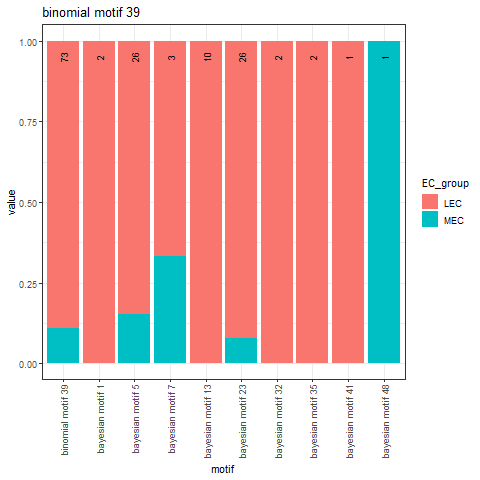 binomial motif 39
1.00
0.75
0.50
0.25
0.00
value
73
2
26
3
10
26
2
2
1
1
binomial motif 39
bayesian motif 1
bayesian motif 5
bayesian motif 7
bayesian motif 13
bayesian motif 23
bayesian motif 32
bayesian motif 35
bayesian motif 41
bayesian motif 48
motif
EC_group
LEC
MEC